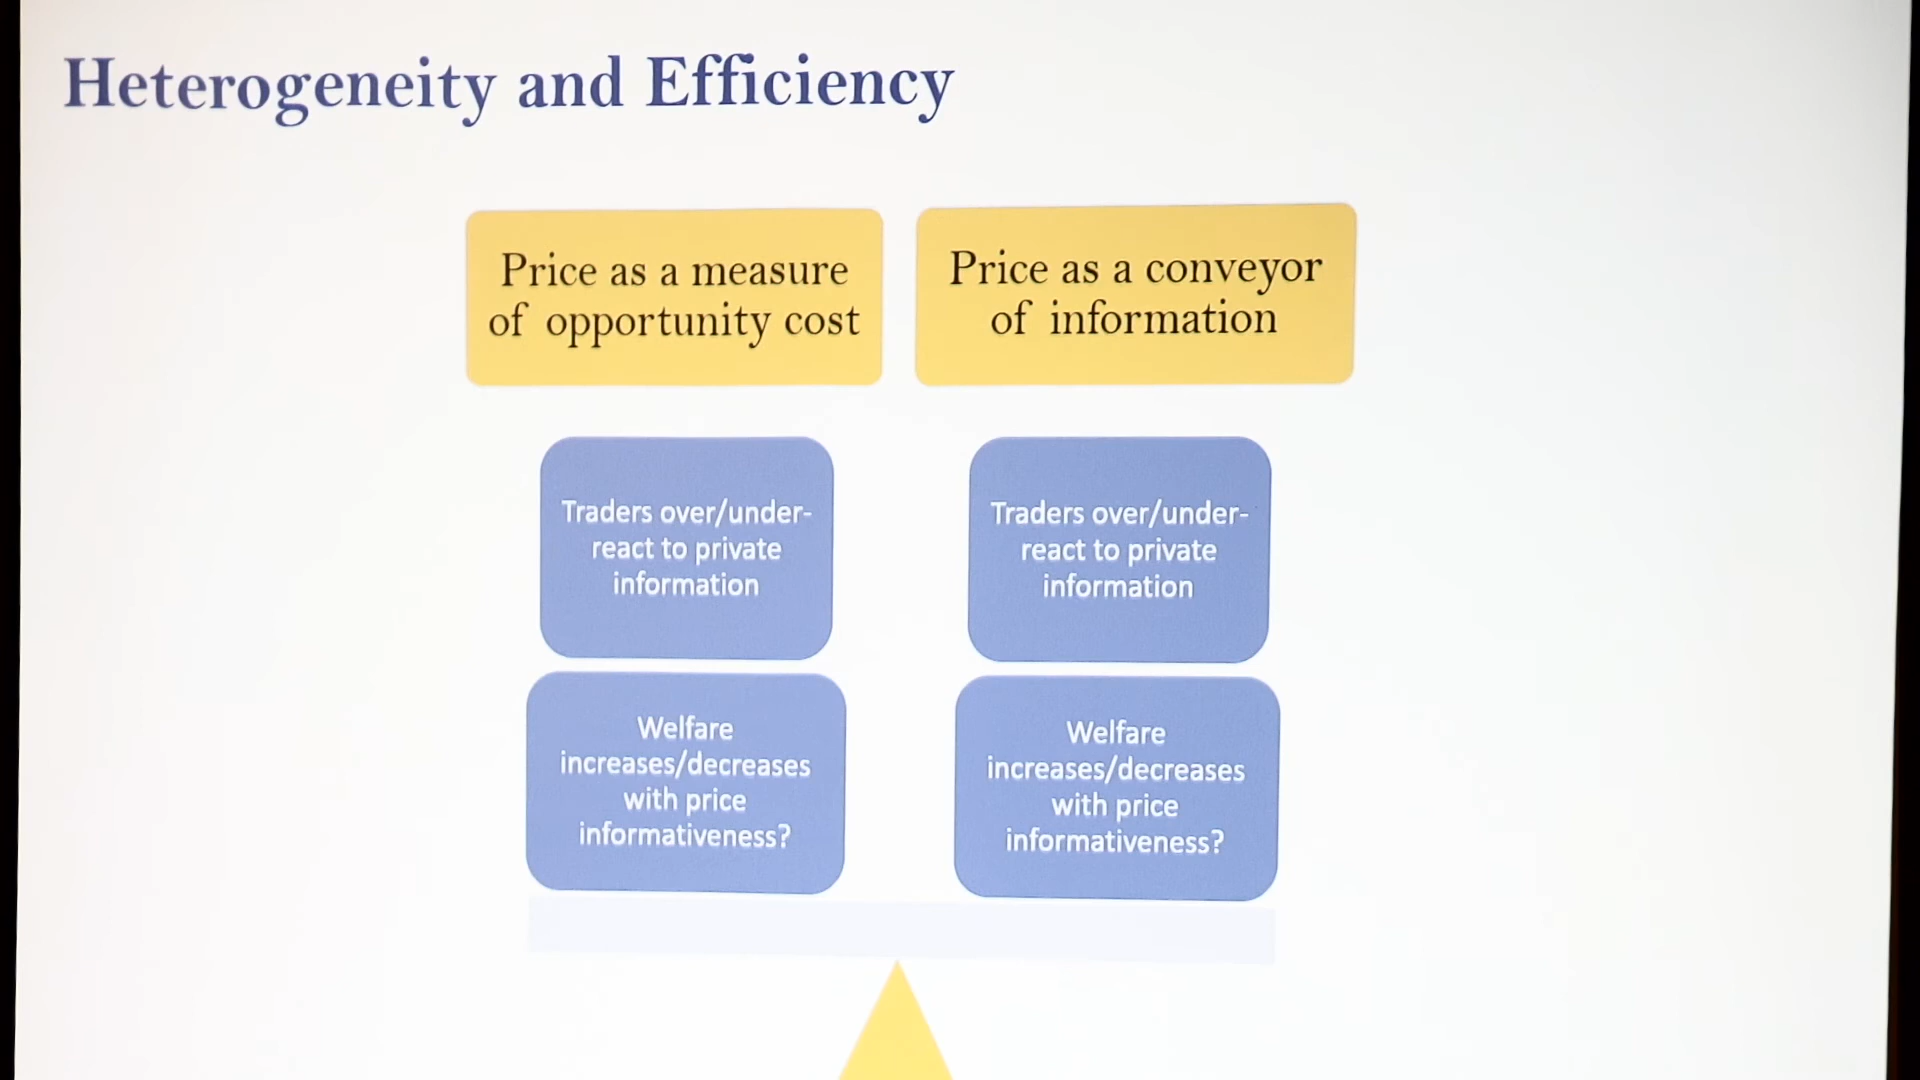 Heterogeneity and Efficiency
Price as a measure
of opportunity cost
Price as a conveyor
of information
Traders over/under-
react to private
information
Traders over/under-
react to private
information
Welfare
increases/decreases
with price
informativeness?
Welfare
increases/decreases
with price
informativeness?